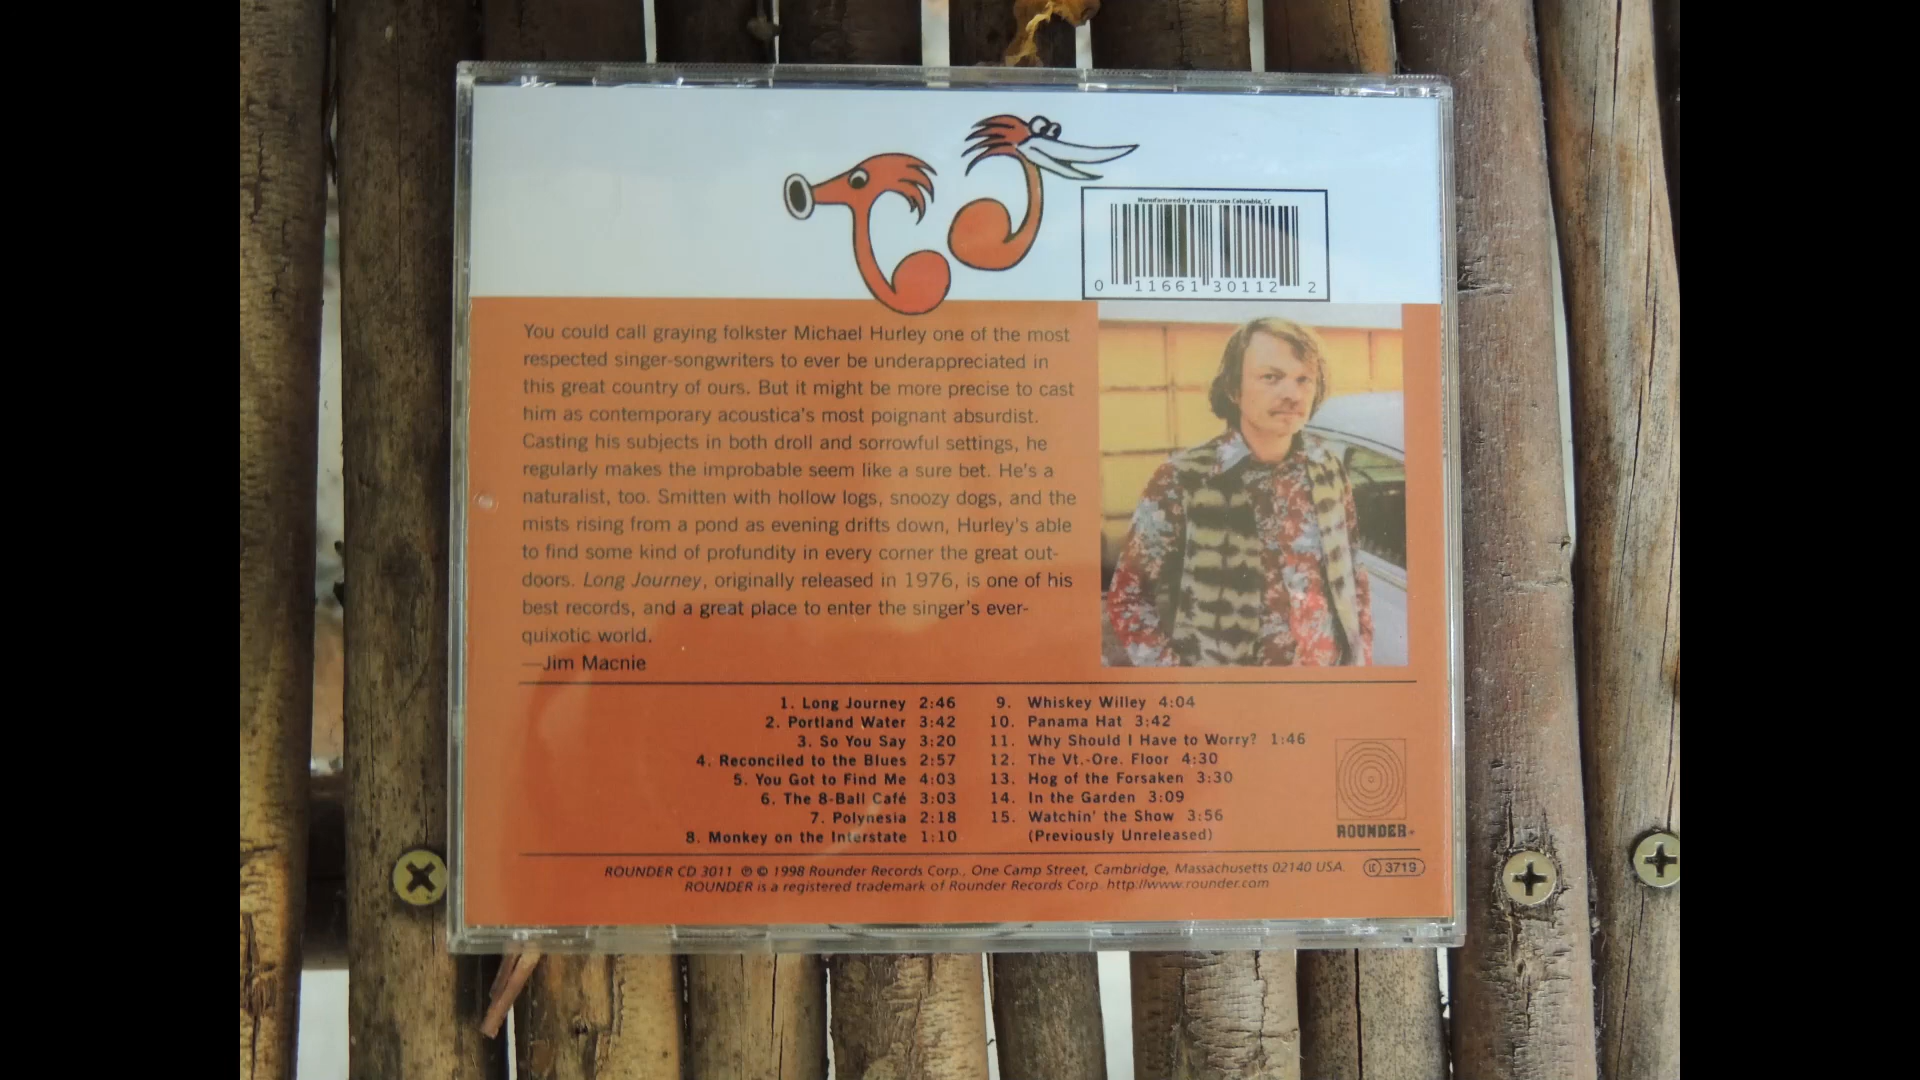 Manufactured by Amazon.com Columbia, SC
0 11661 30112 2
You could call graying folkster Michael Hurley one of the most
respected singer-songwriters to ever be underappreciated in
this great country of ours. But it might be more precise to cast
him as contemporary acoustica's most poignant absurdist.
Casting his subjects in both droll and sorrowful settings, he
regularly makes the improbable seem like a sure bet. He's a
naturalist, too. Smitten with hollow logs, snoozy dogs, and the
mists rising from a pond as evening drifts down, Hurley's able
to find some kind of profundity in every corner the great out-
doors. Long Journey, originally released in 1976, is one of his
best records, and a great place to enter the singer's ever-
quixotic world.
—Jim Macnie
1. Long Journey 2:46
2. Portland Water 3:42
3. So You Say 3:20
4. Reconciled to the Blues 2:57
5. You Got to Find Me 4:03
6. The 8-Ball Café 3:03
7. Polynesia 2:18
8. Monkey on the Interstate 1:10
9. Whiskey Willey 4:04
10. Panama Hat 3:42
11. Why Should I Have to Worry? 1:46
12. The Vt.-Ore. Floor 4:30
13. Hog of the Forsaken 3:30
14. In the Garden 3:09
15. Watchin' the Show 3:56
(Previously Unreleased)
ROUNDER
ROUNDER CD 3011 ℗ © 1998 Rounder Records Corp., One Camp Street, Cambridge, Massachusetts 02140 USA.
LC 3719
ROUNDER is a registered trademark of Rounder Records Corp. http://www.rounder.com